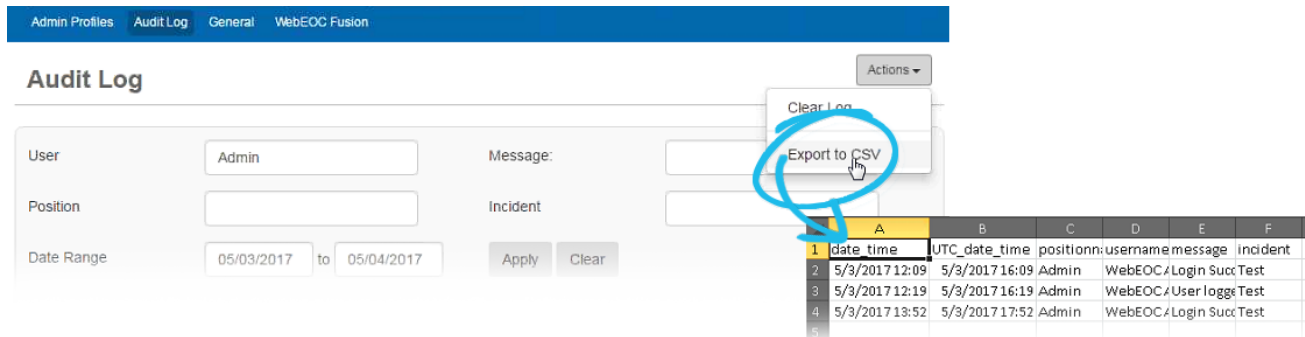 Admin Profiles Audit Log General WebEOC Fusion
Audit Log
Actions
Clear Log
Export to CSV
User Admin Message:
Position Incident
Date Range 05/03/2017 to 05/04/2017 Apply Clear
A B C D E F
1 date_time UTC_date_time positionn username message incident
2 5/3/2017 12:09 5/3/2017 16:09 Admin WebEOC A Login Succ Test
3 5/3/2017 12:19 5/3/2017 16:19 Admin WebEOC A User logge Test
4 5/3/2017 13:52 5/3/2017 17:52 Admin WebEOC A Login Succ Test
5